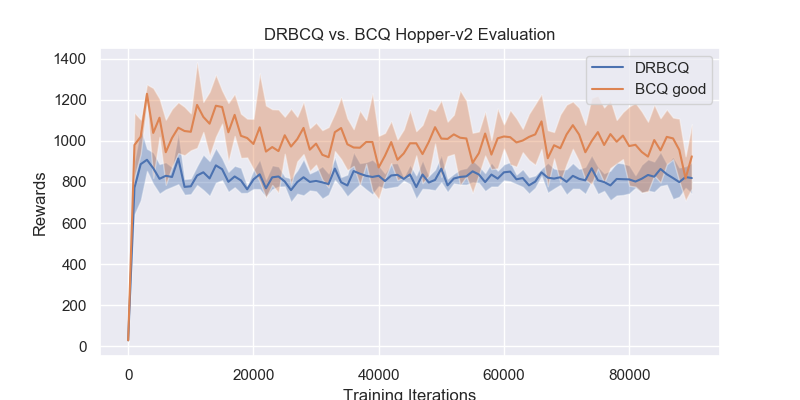 DRBCQ vs. BCQ Hopper-v2 Evaluation
1400
1200
1000
800
600
400
200
0
Rewards
DRBCQ
BCQ good
0 20000 40000 60000 80000
Training Iterations